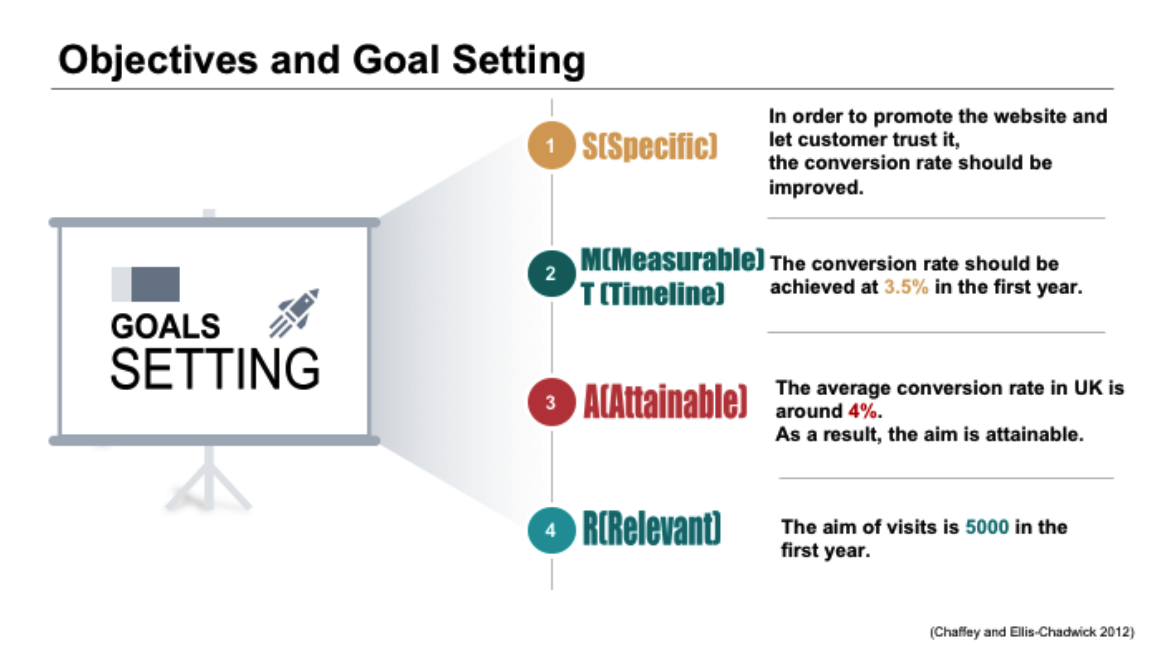 Objectives and Goal Setting
GOALS
SETTING
1
S(Specific)
In order to promote the website and
let customer trust it,
the conversion rate should be
improved.
2
M(Measurable)
T (Timeline)
The conversion rate should be
achieved at 3.5% in the first year.
3
A(Attainable)
The average conversion rate in UK is
around 4%.
As a result, the aim is attainable.
4
R(Relevant)
The aim of visits is 5000 in the
first year.
(Chaffey and Ellis-Chadwick 2012)